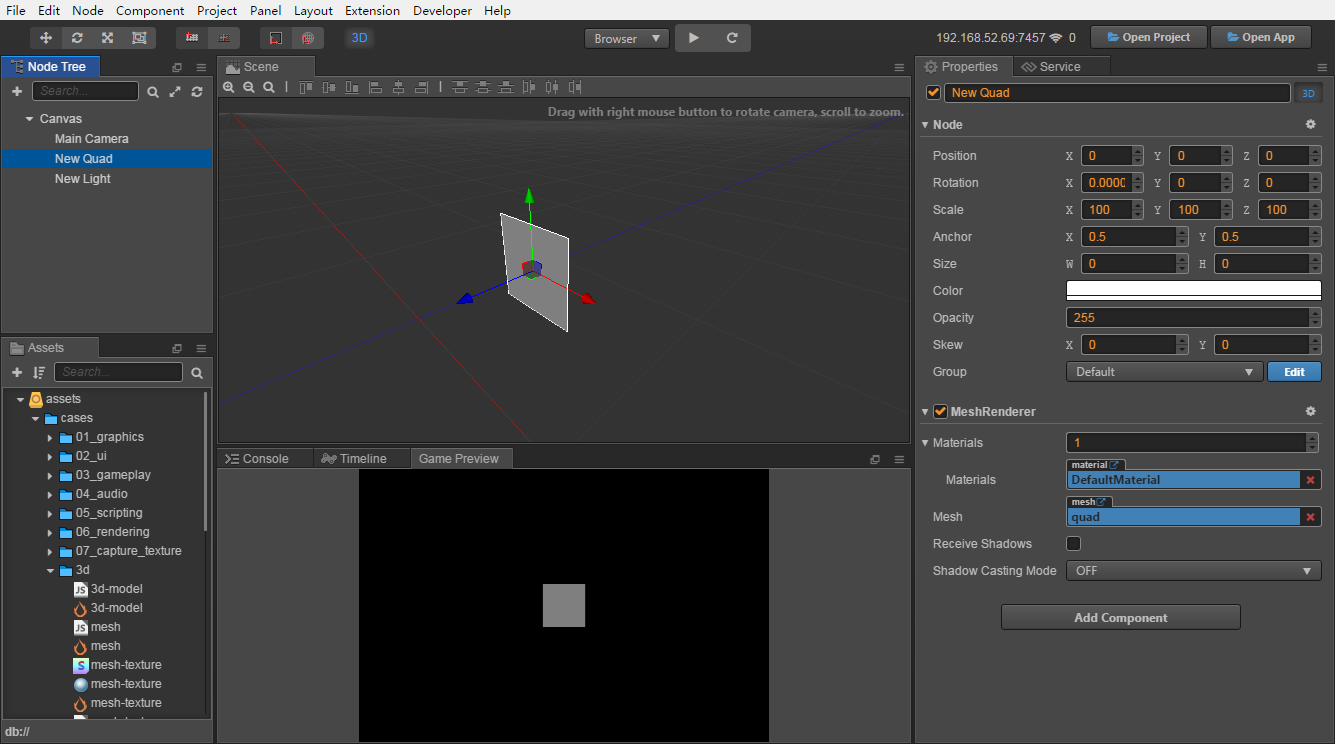 File Edit Node Component Project Panel Layout Extension Developer Help
3D Browser 192.168.52.69:7457 0 Open Project Open App
Node Tree
Search...
Canvas
Main Camera
New Quad
New Light
Assets
Search...
assets
cases
01_graphics
02_ui
03_gameplay
04_audio
05_scripting
06_rendering
07_capture_texture
3d
JS 3d-model
3d-model
JS mesh
mesh
S mesh-texture
mesh-texture
mesh-texture
db://
Scene
Drag with right mouse button to rotate camera, scroll to zoom.
Console Timeline Game Preview
Properties Service
New Quad 3D
Node
Position X 0 Y 0 Z 0
Rotation X 0.0000 Y 0 Z 0
Scale X 100 Y 100 Z 100
Anchor X 0.5 Y 0.5
Size W 0 H 0
Color
Opacity 255
Skew X 0 Y 0
Group Default Edit
MeshRenderer
Materials 1
material
Materials DefaultMaterial
mesh
Mesh quad
Receive Shadows
Shadow Casting Mode OFF
Add Component